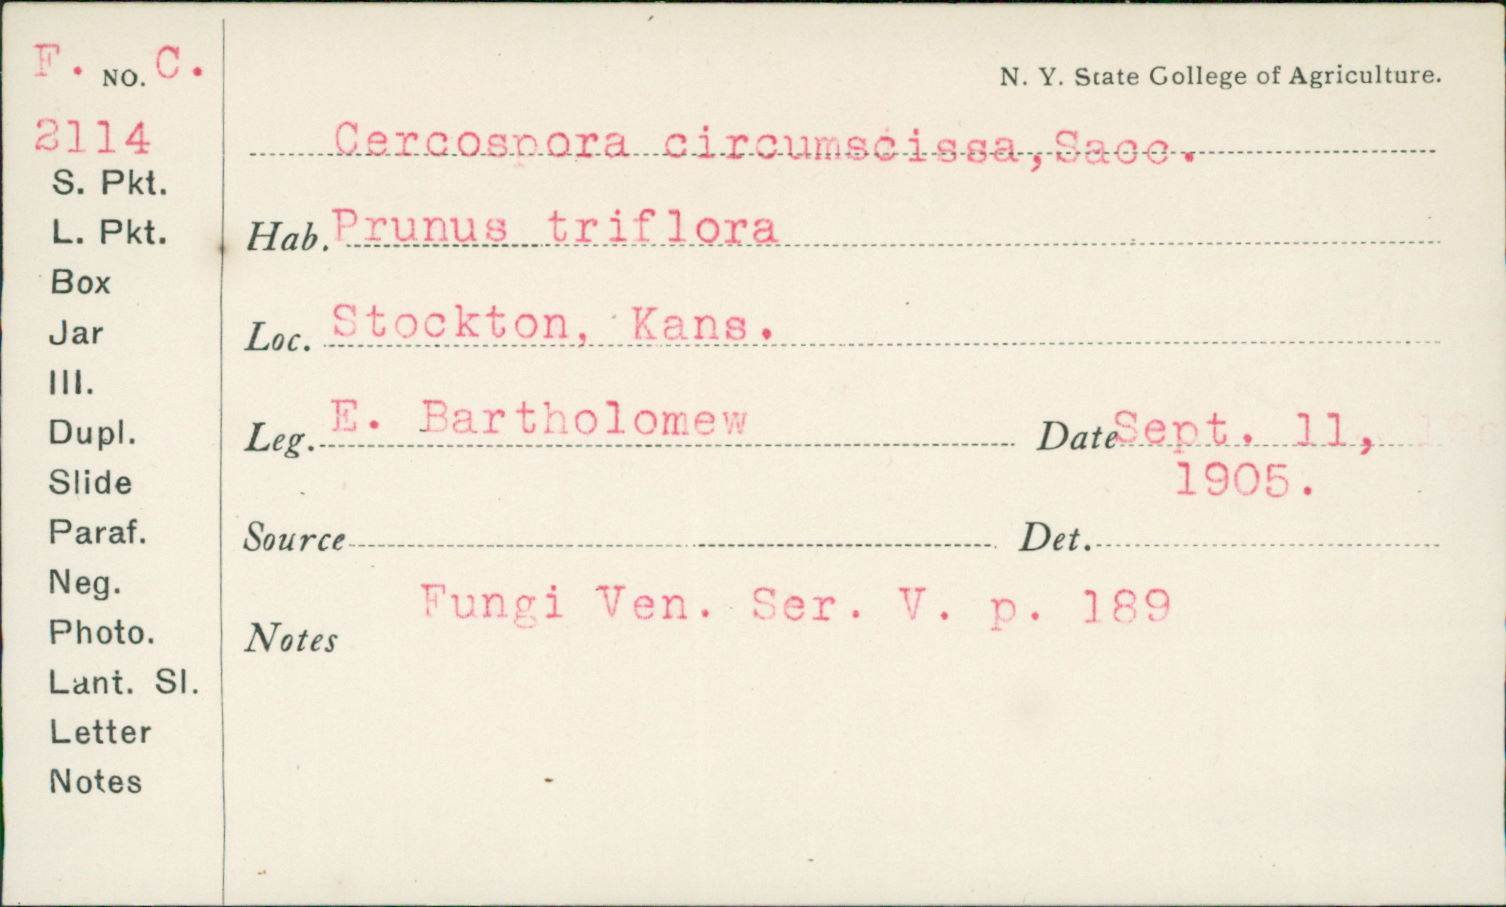 F. NO. C.
2114
S. Pkt.
L. Pkt.
Box
Jar
Ill.
Dupl.
Slide
Paraf.
Neg.
Photo.
Lant. Sl.
Letter
Notes
N. Y. State College of Agriculture.
Cercospora circumscissa, Sacc.
Hab. Prunus triflora
Loc. Stockton, Kans.
Leg. E. Bartholomew Date Sept. 11,
1905.
Source Det.
Notes Fungi Ven. Ser. V. p. 189